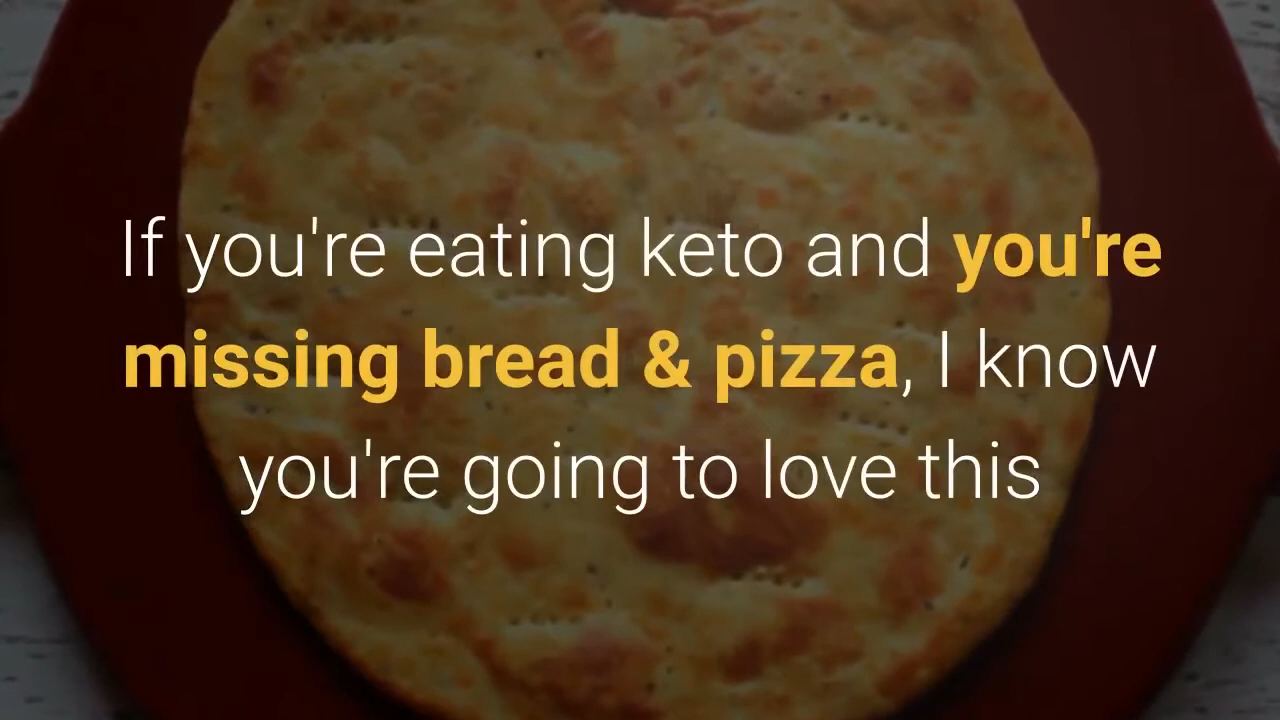 If you're eating keto and you're
missing bread & pizza, I know
you're going to love this